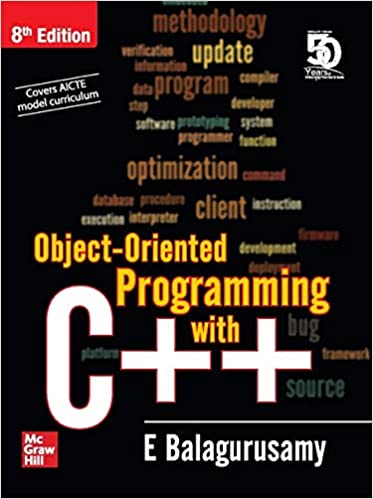 8th Edition
Covers AICTE
model curriculum
methodology
verification
update
50
Years
information
compiler
data
program
step
developer
software
prototyping
system
programmer
function
optimization
command
database
procedure
client
instruction
execution
interpreter
firmware
Object-Oriented
development
deployment
Programming
with
bug
C++
platform
framework
source
Mc
Graw
Hill
E Balagurusamy